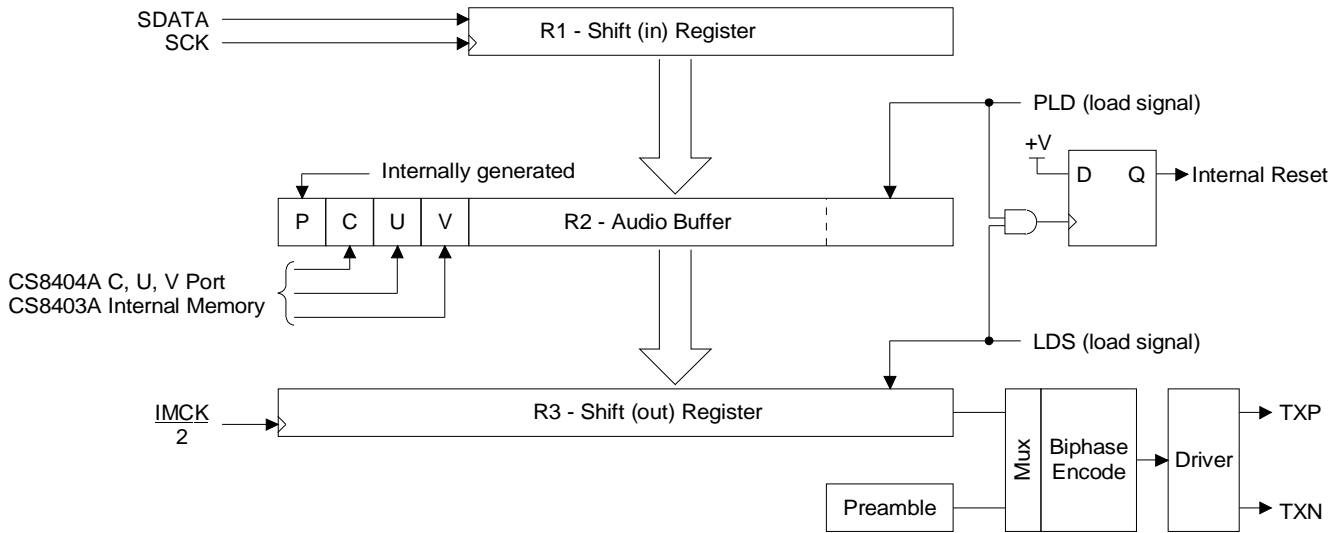 SDATA
SCK
R1 - Shift (in) Register
PLD (load signal)
+V
D Q
Internal Reset
Internally generated
P C U V
R2 - Audio Buffer
CS8404A C, U, V Port
CS8403A Internal Memory
LDS (load signal)
IMCK
2
R3 - Shift (out) Register
Mux
Biphase
Encode
Driver
TXP
TXN
Preamble